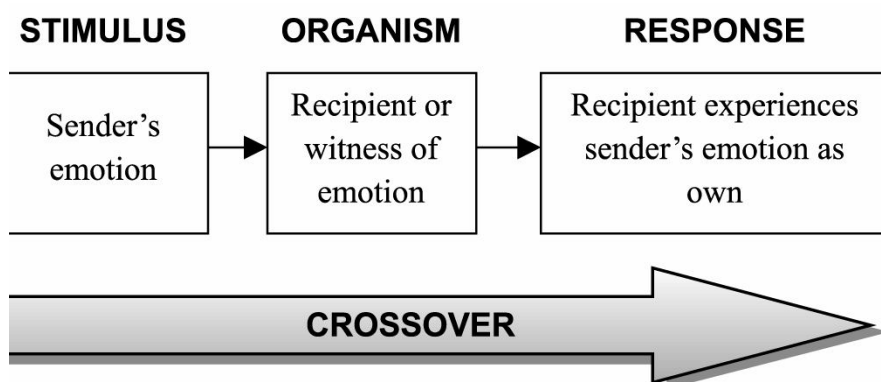 STIMULUS
ORGANISM
RESPONSE
Sender’s
emotion
Recipient or
witness of
emotion
Recipient experiences
sender’s emotion as
own
CROSSOVER